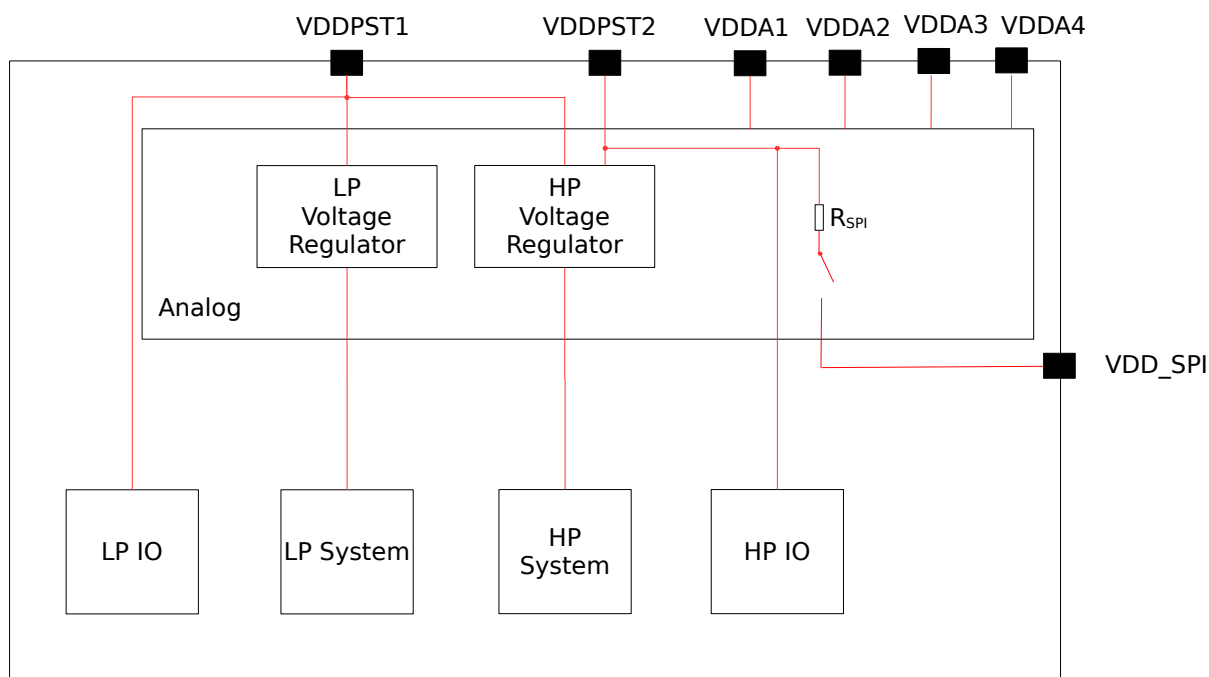 VDDPST1
VDDPST2
VDDA1
VDDA2
VDDA3
VDDA4
LP
Voltage
Regulator
HP
Voltage
Regulator
RSPI
Analog
VDD_SPI
LP IO
LP System
HP
System
HP IO